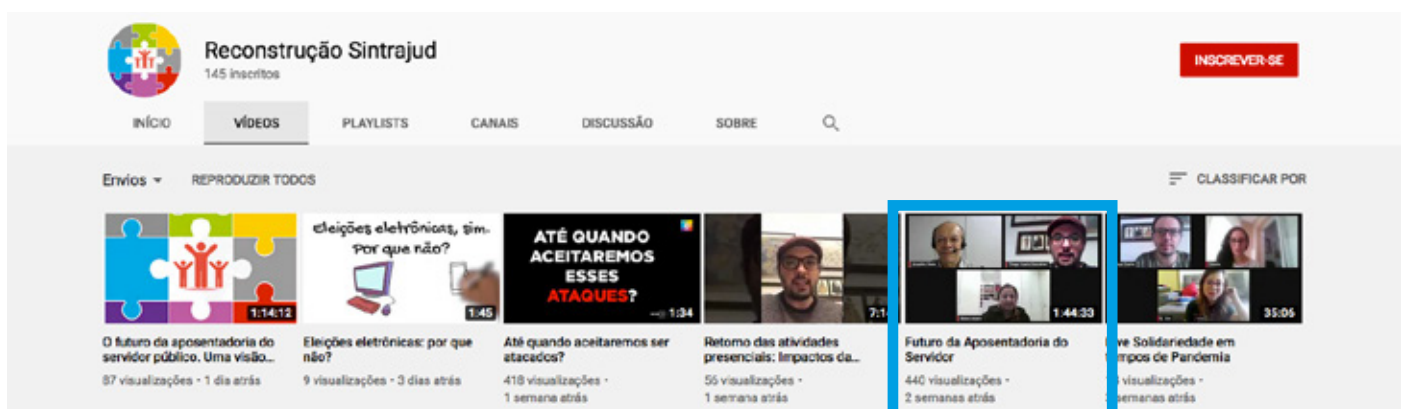 Reconstrução Sintrajud
145 inscritos
INSCREVER-SE
INÍCIO VÍDEOS PLAYLISTS CANAIS DISCUSSÃO SOBRE
Envios REPRODUZIR TODOS CLASSIFICAR POR
1:14:12
eleições eletrônicas, sim.
Por que não?
1:45
ATÉ QUANDO
ACEITAREMOS
ESSES
ATAQUES?
1:34
1:44:33
35:06
O futuro da aposentadoria do
servidor público. Uma visão...
87 visualizações • 1 dia atrás
Eleições eletrônicas: por que
não?
9 visualizações • 3 dias atrás
Até quando aceitaremos ser
atacados?
418 visualizações •
1 semana atrás
Retorno das atividades
presenciais: Impactos da...
55 visualizações •
1 semana atrás
Futuro da Aposentadoria do
Servidor
440 visualizações •
2 semanas atrás
Solidariedade em
Pandemia
visualizações •
semanas atrás